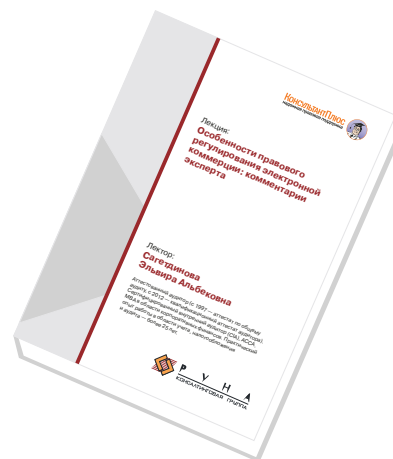 КонсультантПлюс
надежная правовая поддержка
Лекция:
Особенности правового
регулирования электронной
коммерции: комментарии
эксперта
Лектор:
Сагетдинова
Эльвира Альбековна
Аттестованный аудитор (с 1997 — аттестат по общему
аудиту, с 2012 — квалификационный аттестат аудитора),
Сертифицированный внутренний аудитор (CIA), АССА,
МВА в области корпоративных финансов. Практический
опыт работы в области учета, налогообложения
и аудита — более 25 лет.
РУНА
КОНСАЛТИНГОВАЯ ГРУППА